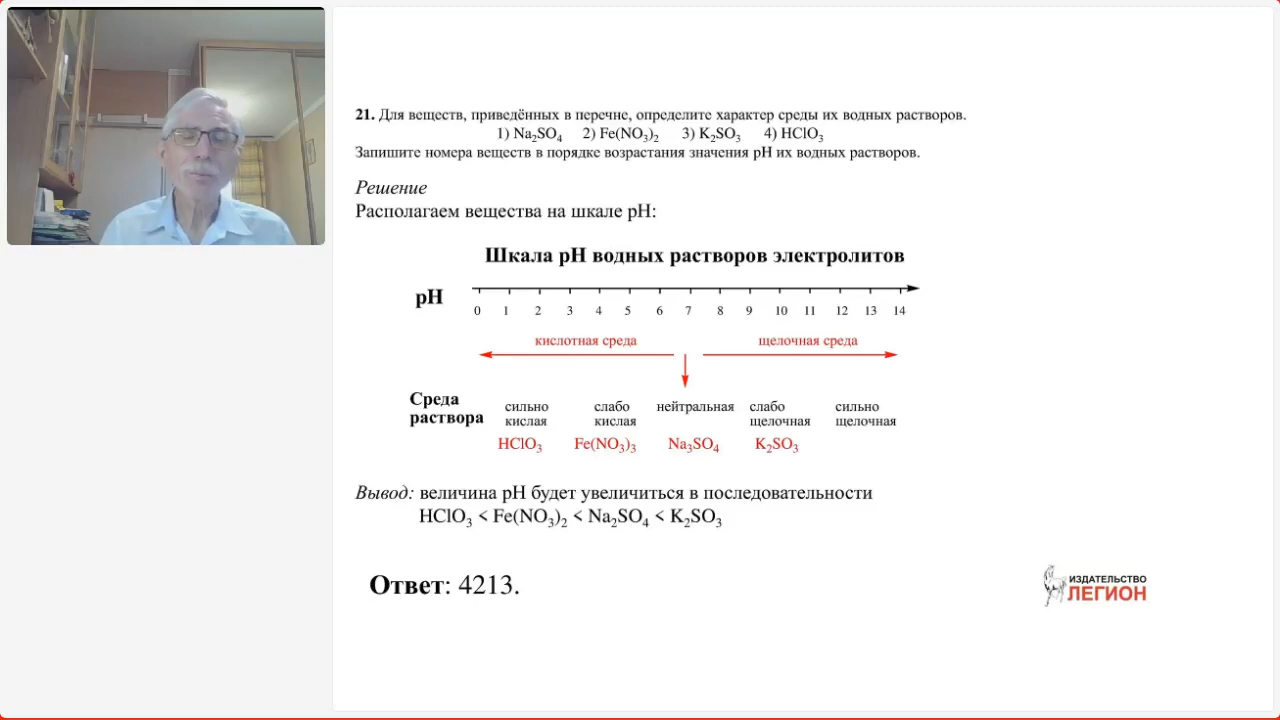 21. Для веществ, приведённых в перечне, определите характер среды их водных растворов.
1) Na₂SO₄ 2) Fe(NO₃)₂ 3) K₂SO₃ 4) HClO₃
Запишите номера веществ в порядке возрастания значения pH их водных растворов.
Решение
Располагаем вещества на шкале pH:
Шкала pH водных растворов электролитов
pH
0 1 2 3 4 5 6 7 8 9 10 11 12 13 14
кислотная среда щелочная среда
Среда раствора
сильно кислая слабо кислая нейтральная слабо щелочная сильно щелочная
HClO₃ Fe(NO₃)₃ Na₃SO₄ K₂SO₃
Вывод: величина pH будет увеличиться в последовательности
HClO₃ < Fe(NO₃)₂ < Na₂SO₄ < K₂SO₃
Ответ: 4213.
ИЗДАТЕЛЬСТВО
ЛЕГИОН